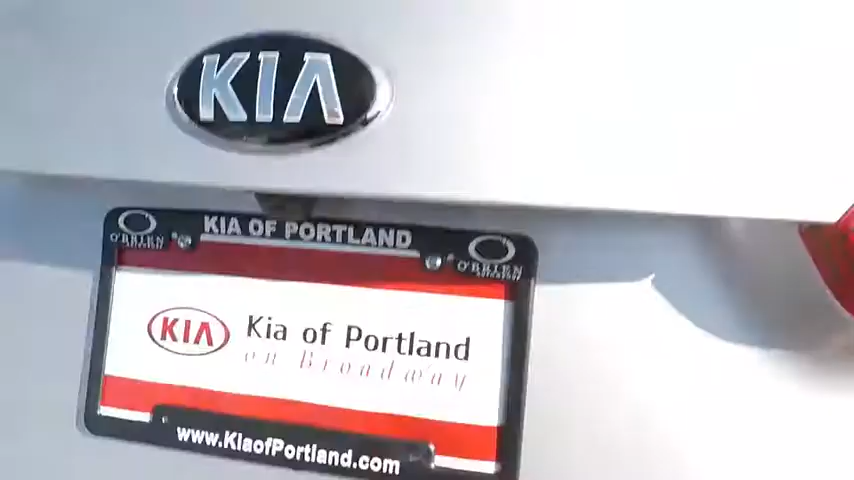 KIA
KIA OF PORTLAND
O'BRIEN
O'BRIEN
KIA
Kia of Portland
on Broadway
www.KiaofPortland.com